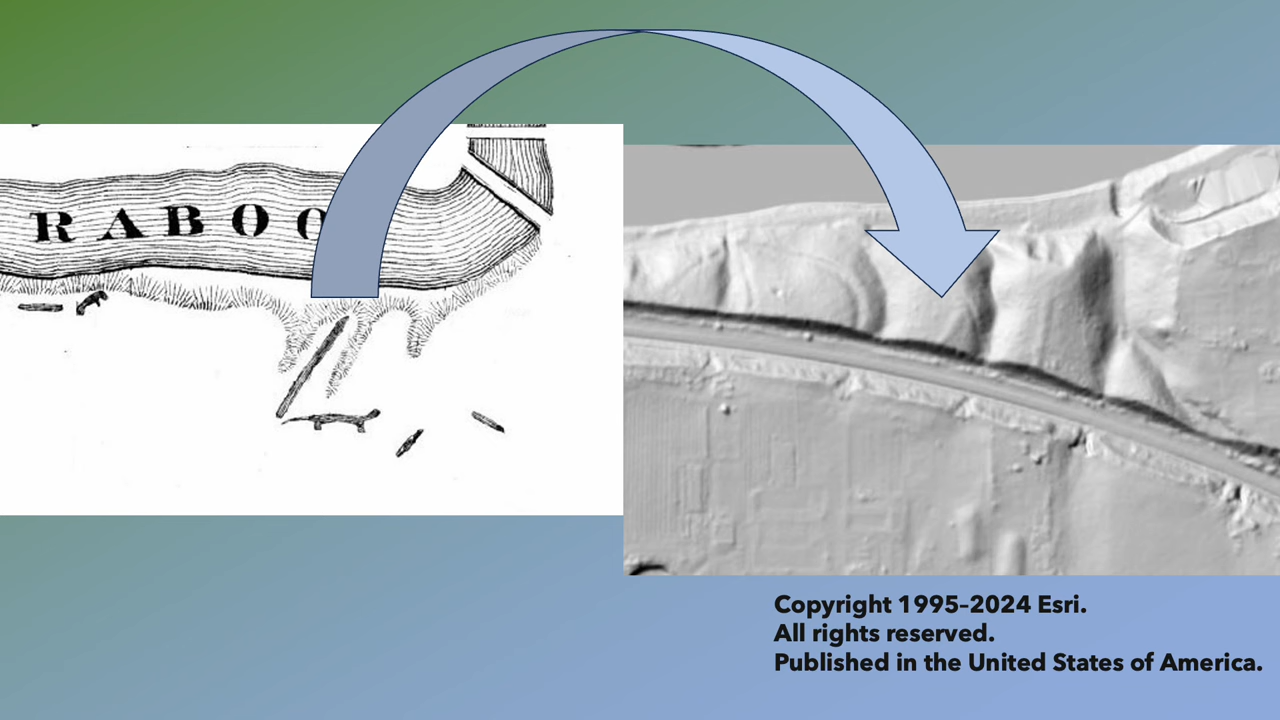 RABOO
Copyright 1995–2024 Esri.
All rights reserved.
Published in the United States of America.